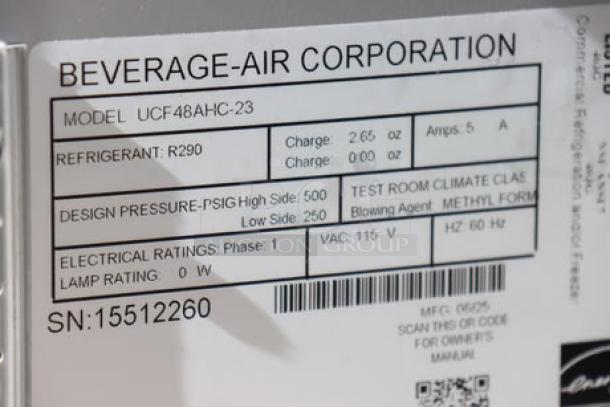 BEVERAGE-AIR CORPORATION
MODEL UCF48AHC-23
REFRIGERANT: R290
Charge: 2.65 oz
Charge: 0.00 oz
Amps: 5 A
DESIGN PRESSURE-PSIG High Side: 500
Low Side: 250
TEST ROOM CLIMATE CLAS
Blowing Agent METHYL FORM
ELECTRICAL RATINGS: Phase: 1
LAMP RATING: 0 W
VAC: 115 V
HZ: 60 Hz
SN:15512260
MFG: 06/25
SCAN THIS QR CODE
FOR OWNER'S
MANUAL
LISTED
Commercial Refrigeration and/or Freezer
GROUP